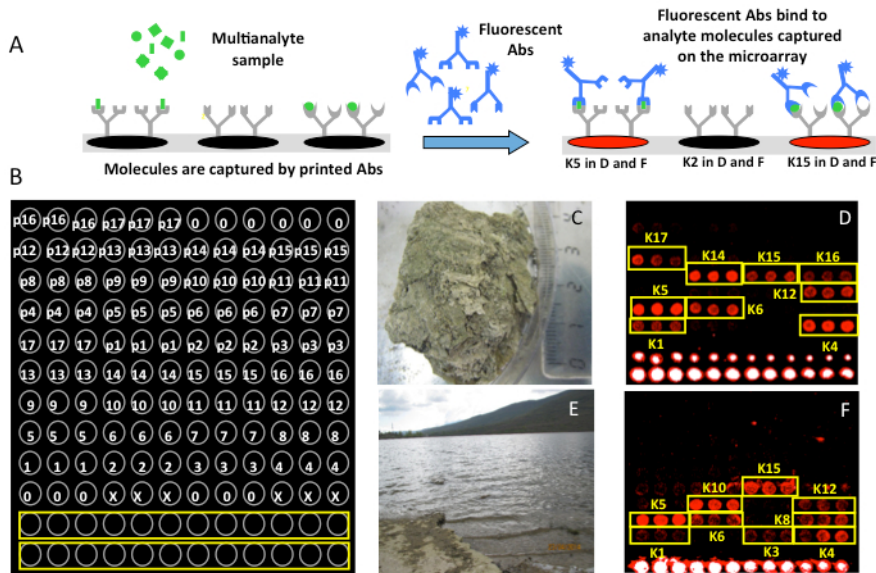 A
Multianalyte
sample
Fluorescent
Abs
Fluorescent Abs bind to
analyte molecules captured
on the microarray
Molecules are captured by printed Abs
K5 in D and F
K2 in D and F
K15 in D and F
B
p16 p16 p16 p17 p17 p17 0 0 0 0 0 0
p12 p12 p12 p13 p13 p13 p14 p14 p14 p15 p15 p15
p8 p8 p8 p9 p9 p9 p10 p10 p10 p11 p11 p11
p4 p4 p4 p5 p5 p5 p6 p6 p6 p7 p7 p7
17 17 17 p1 p1 p1 p2 p2 p2 p3 p3 p3
13 13 13 14 14 14 15 15 15 16 16 16
9 9 9 10 10 10 11 11 11 12 12 12
5 5 5 6 6 6 7 7 7 8 8 8
1 1 1 2 2 2 3 3 3 4 4 4
0 0 0 X X X 0 0 0 X X X
C
0 1 2 3 4
D
K17
K14 K15 K16
K12
K5
K6
K1
K4
E
F
K15
K10
K12
K5
K8
K6
K1
K3
K4